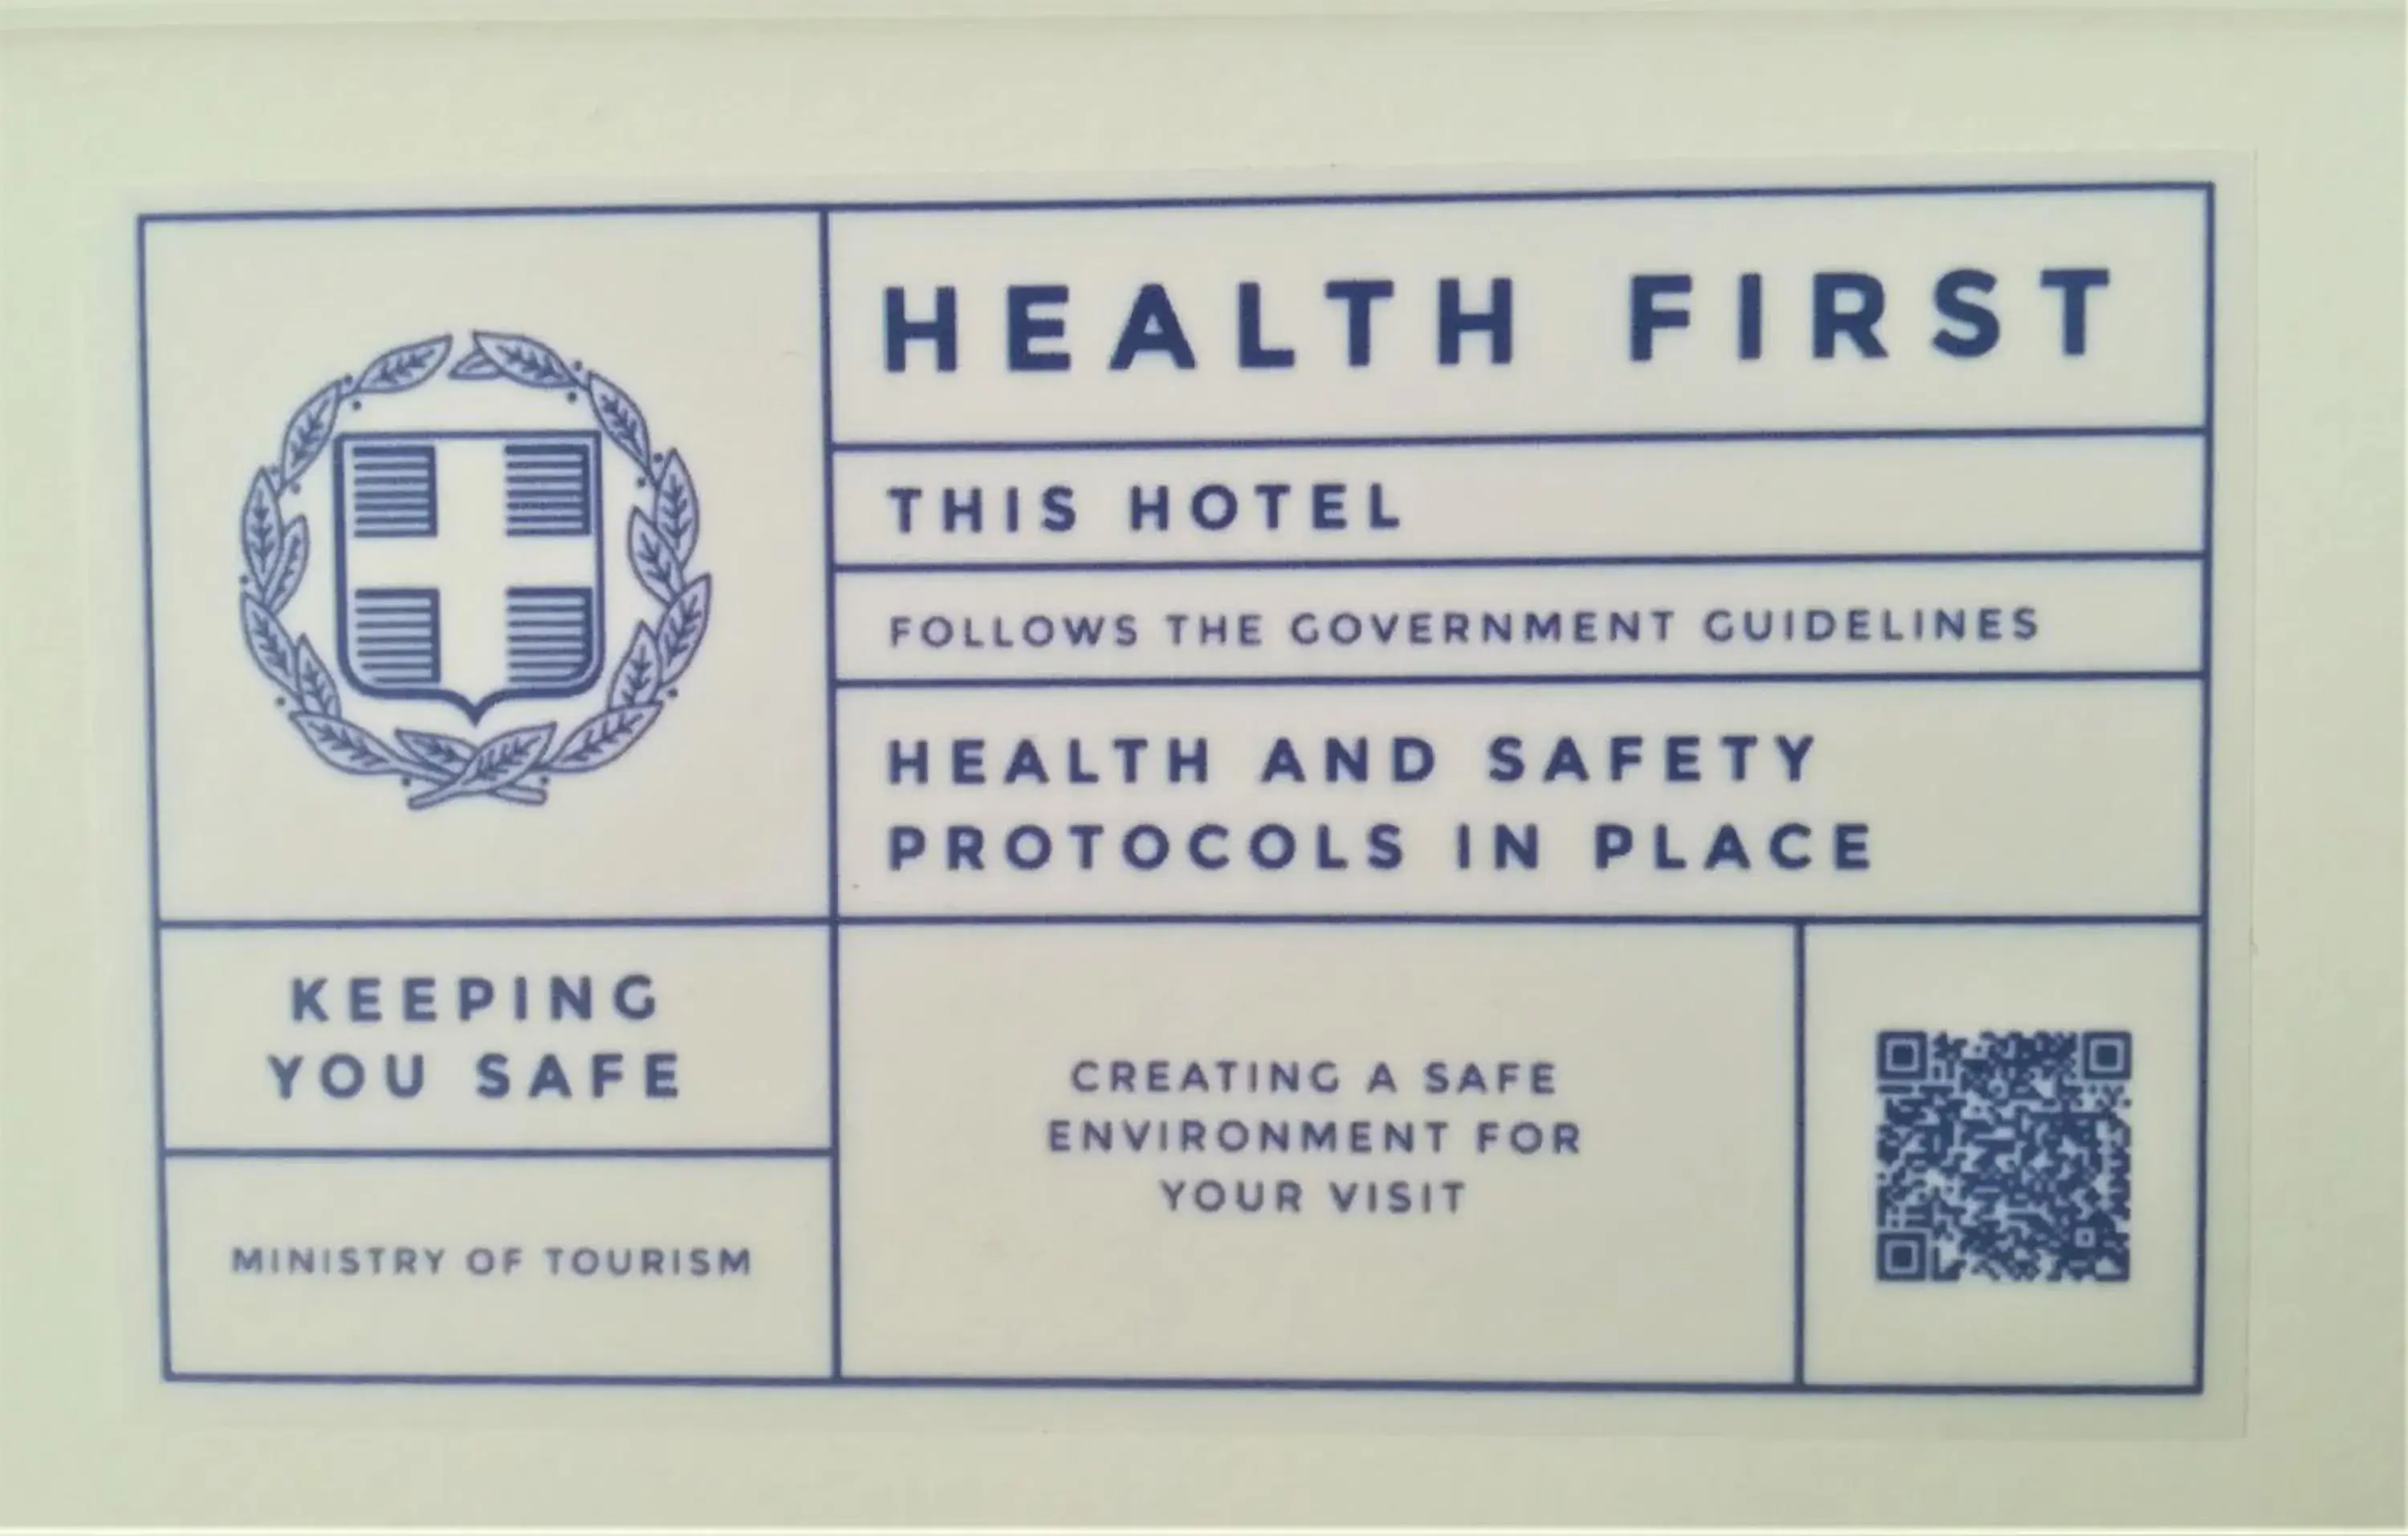 HEALTH FIRST
THIS HOTEL
FOLLOWS THE GOVERNMENT GUIDELINES
HEALTH AND SAFETY
PROTOCOLS IN PLACE
KEEPING
YOU SAFE
MINISTRY OF TOURISM
CREATING A SAFE
ENVIRONMENT FOR
YOUR VISIT